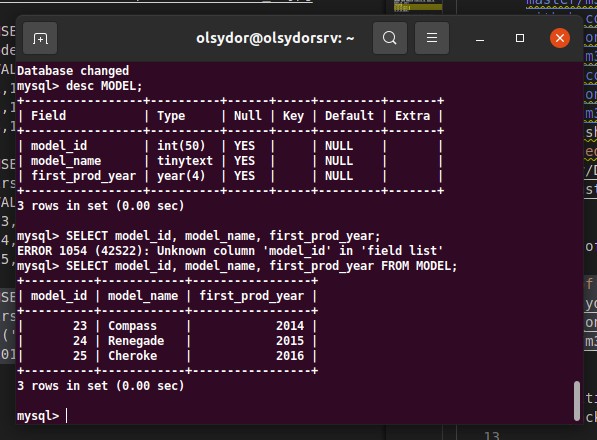 olsydor@olsydorsrv: ~
Database changed
mysql> desc MODEL;
+-----------------+----------+------+-----+---------+-------+
| Field           | Type     | Null | Key | Default | Extra |
+-----------------+----------+------+-----+---------+-------+
| model_id        | int(50)  | YES  |     | NULL    |       |
| model_name      | tinytext | YES  |     | NULL    |       |
| first_prod_year | year(4)  | YES  |     | NULL    |       |
+-----------------+----------+------+-----+---------+-------+
3 rows in set (0.00 sec)
mysql> SELECT model_id, model_name, first_prod_year;
ERROR 1054 (42S22): Unknown column 'model_id' in 'field list'
mysql> SELECT model_id, model_name, first_prod_year FROM MODEL;
+----------+------------+-----------------+
| model_id | model_name | first_prod_year |
+----------+------------+-----------------+
|       23 | Compass    |            2014 |
|       24 | Renegade   |            2015 |
|       25 | Cheroke    |            2016 |
+----------+------------+-----------------+
3 rows in set (0.00 sec)
mysql>
13